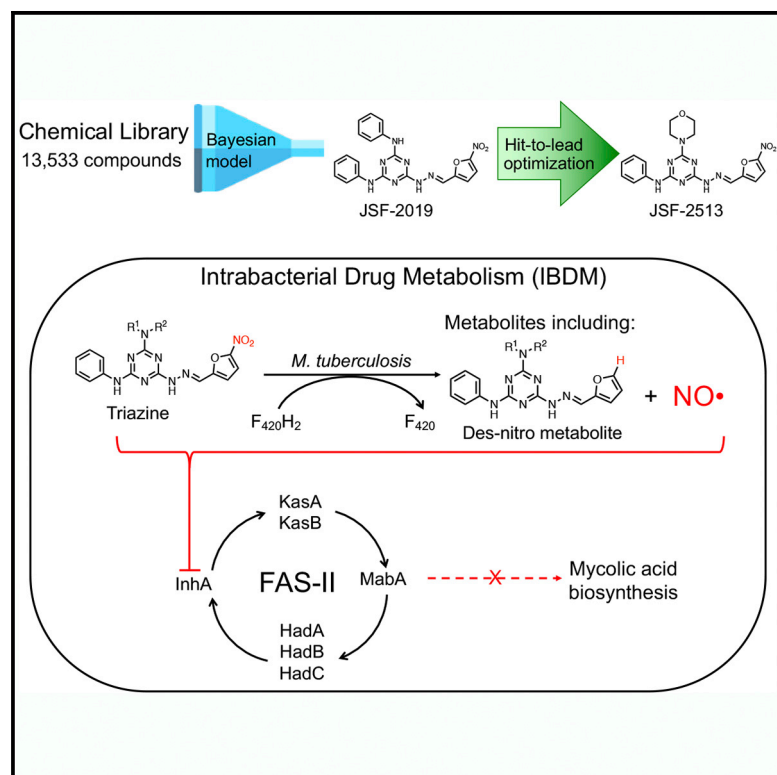 Chemical Library
13,533 compounds
Bayesian
model
NH
N
N
N
N
H
N
H
N
O
NO2
JSF-2019
Hit-to-lead
optimization
O
N
N
N
N
N
H
N
H
N
O
NO2
JSF-2513
Intrabacterial Drug Metabolism (IBDM)
R1
N
R2
N
N
N
N
H
N
H
N
O
NO2
Triazine
M. tuberculosis
F420H2
F420
Metabolites including:
R1
N
R2
N
N
N
N
H
N
H
N
O
H
Des-nitro metabolite
+
NO•
KasA
KasB
InhA
FAS-II
MabA
X
Mycolic acid
biosynthesis
HadA
HadB
HadC